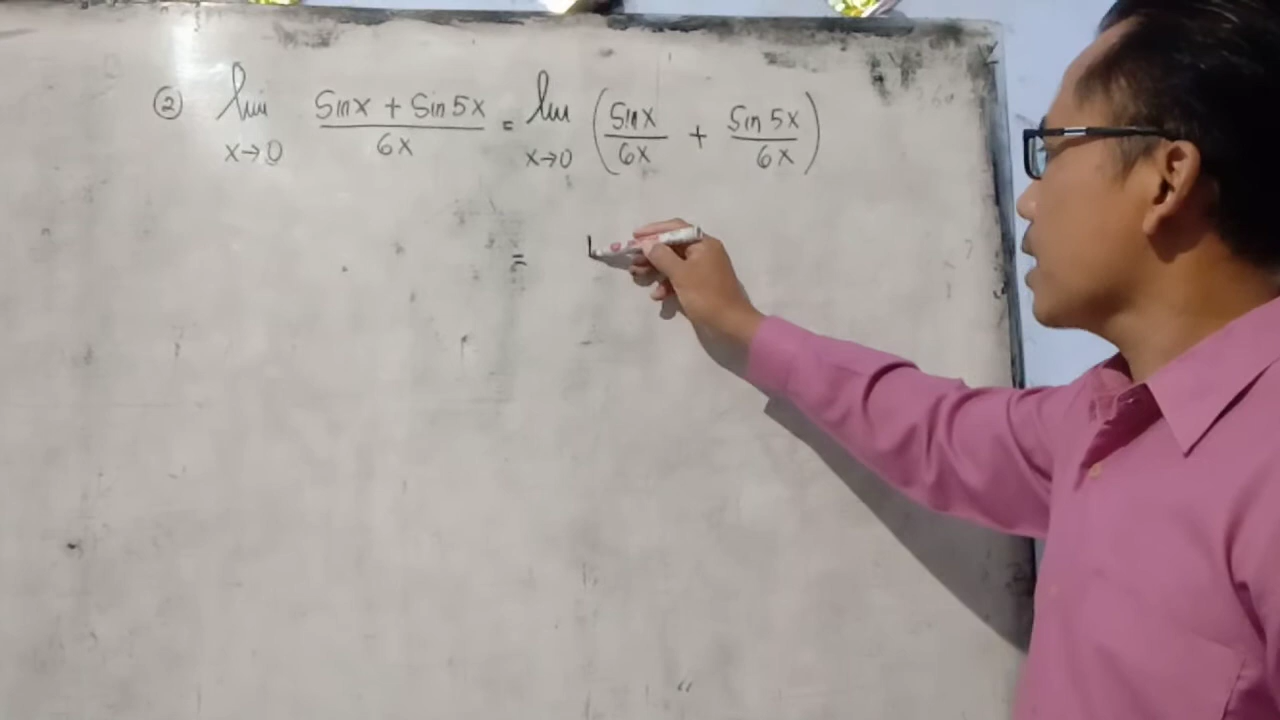 ② lim x→0 (Sin x + Sin 5x)/6x = lim x→0 (Sin x/6x + Sin 5x/6x)
=